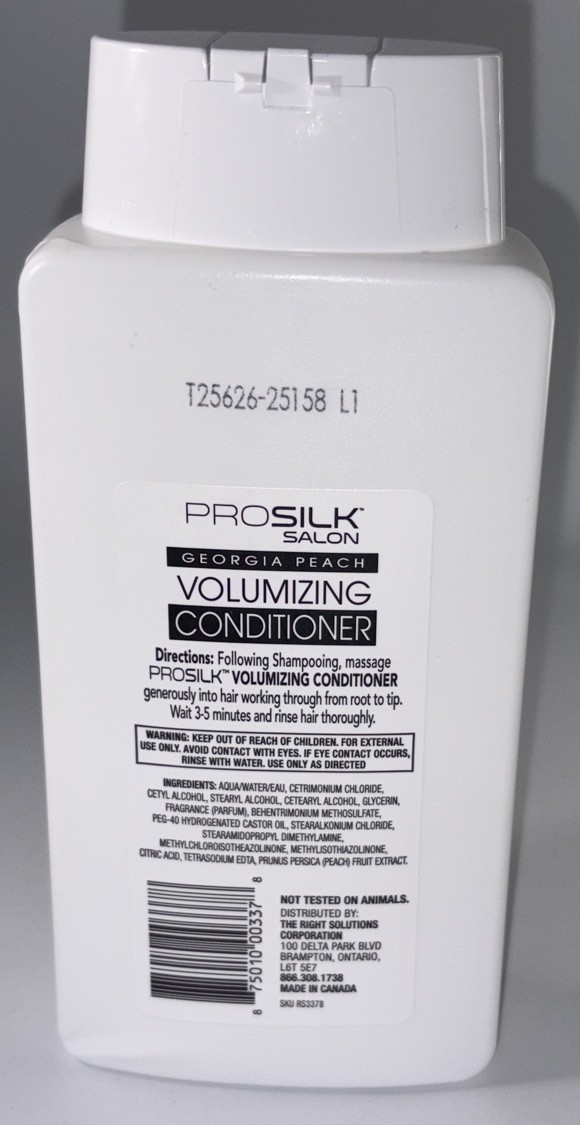 T25626-25158 L1
PROSILK™
SALON
GEORGIA PEACH
VOLUMIZING
CONDITIONER
Directions: Following Shampooing, massage
PROSILK™ VOLUMIZING CONDITIONER
generously into hair working through from root to tip.
Wait 3-5 minutes and rinse hair thoroughly.
WARNING: KEEP OUT OF REACH OF CHILDREN. FOR EXTERNAL
USE ONLY. AVOID CONTACT WITH EYES. IF EYE CONTACT OCCURS,
RINSE WITH WATER. USE ONLY AS DIRECTED
INGREDIENTS: AQUA/WATER/EAU, CETRIMONIUM CHLORIDE,
CETYL ALCOHOL, STEARYL ALCOHOL, CETEARYL ALCOHOL, GLYCERIN,
FRAGRANCE (PARFUM), BEHENTRIMONIUM METHOSULFATE,
PEG-40 HYDROGENATED CASTOR OIL, STEARALKONIUM CHLORIDE,
STEARAMIDOPROPYL DIMETHYLAMINE,
METHYLCHLOROISOTHEAZOLINONE, METHYLISOTHIAZOLINONE,
CITRIC ACID, TETRASODIUM EDTA, PRUNUS PERSICA (PEACH) FRUIT EXTRACT.
8 75010 00337 8
NOT TESTED ON ANIMALS.
DISTRIBUTED BY:
THE RIGHT SOLUTIONS
CORPORATION
100 DELTA PARK BLVD
BRAMPTON, ONTARIO,
L6T 5E7
866.308.1738
MADE IN CANADA
SKU RS3378